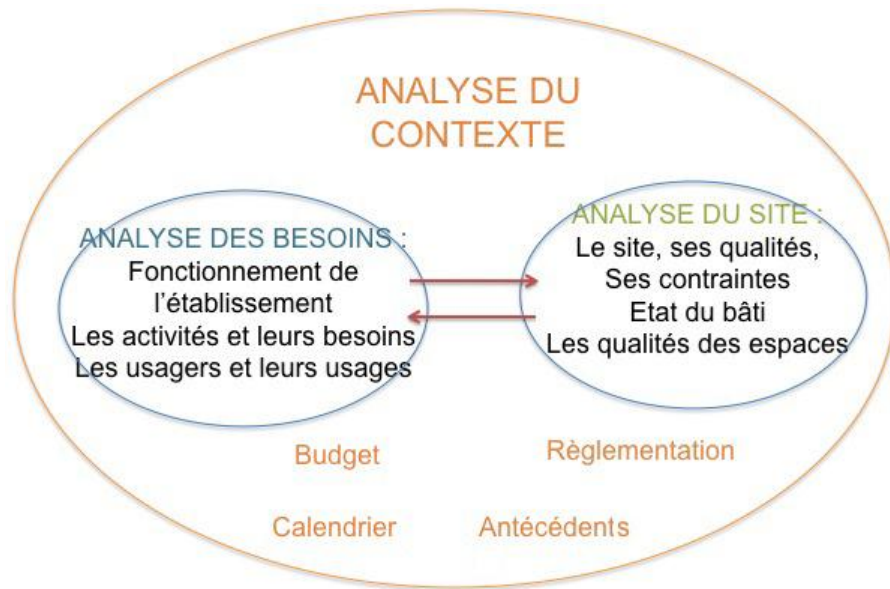 ANALYSE DU
CONTEXTE
ANALYSE DES BESOINS :
Fonctionnement de
l'établissement
Les activités et leurs besoins
Les usagers et leurs usages
ANALYSE DU SITE :
Le site, ses qualités,
Ses contraintes
Etat du bâti
Les qualités des espaces
Budget
Règlementation
Calendrier
Antécédents